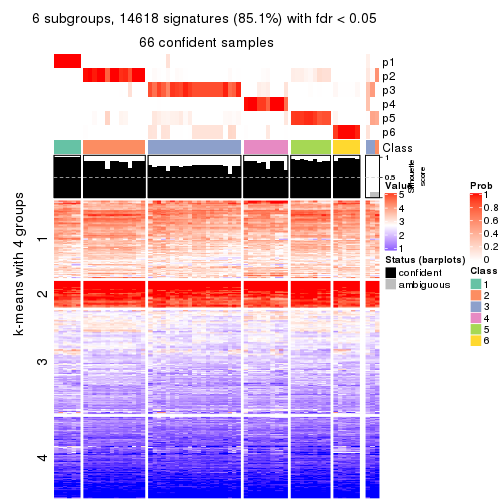 6 subgroups, 14618 signatures (85.1%) with fdr < 0.05
66 confident samples
p1
p2
p3
p4
p5
p6
Class
1
0.5
Silhouette
score
k-means with 4 groups
1
2
3
4
Value
5
4
3
2
1
Status (barplots)
confident
ambiguous
Prob
1
0.8
0.6
0.4
0.2
0
Class
1
2
3
4
5
6